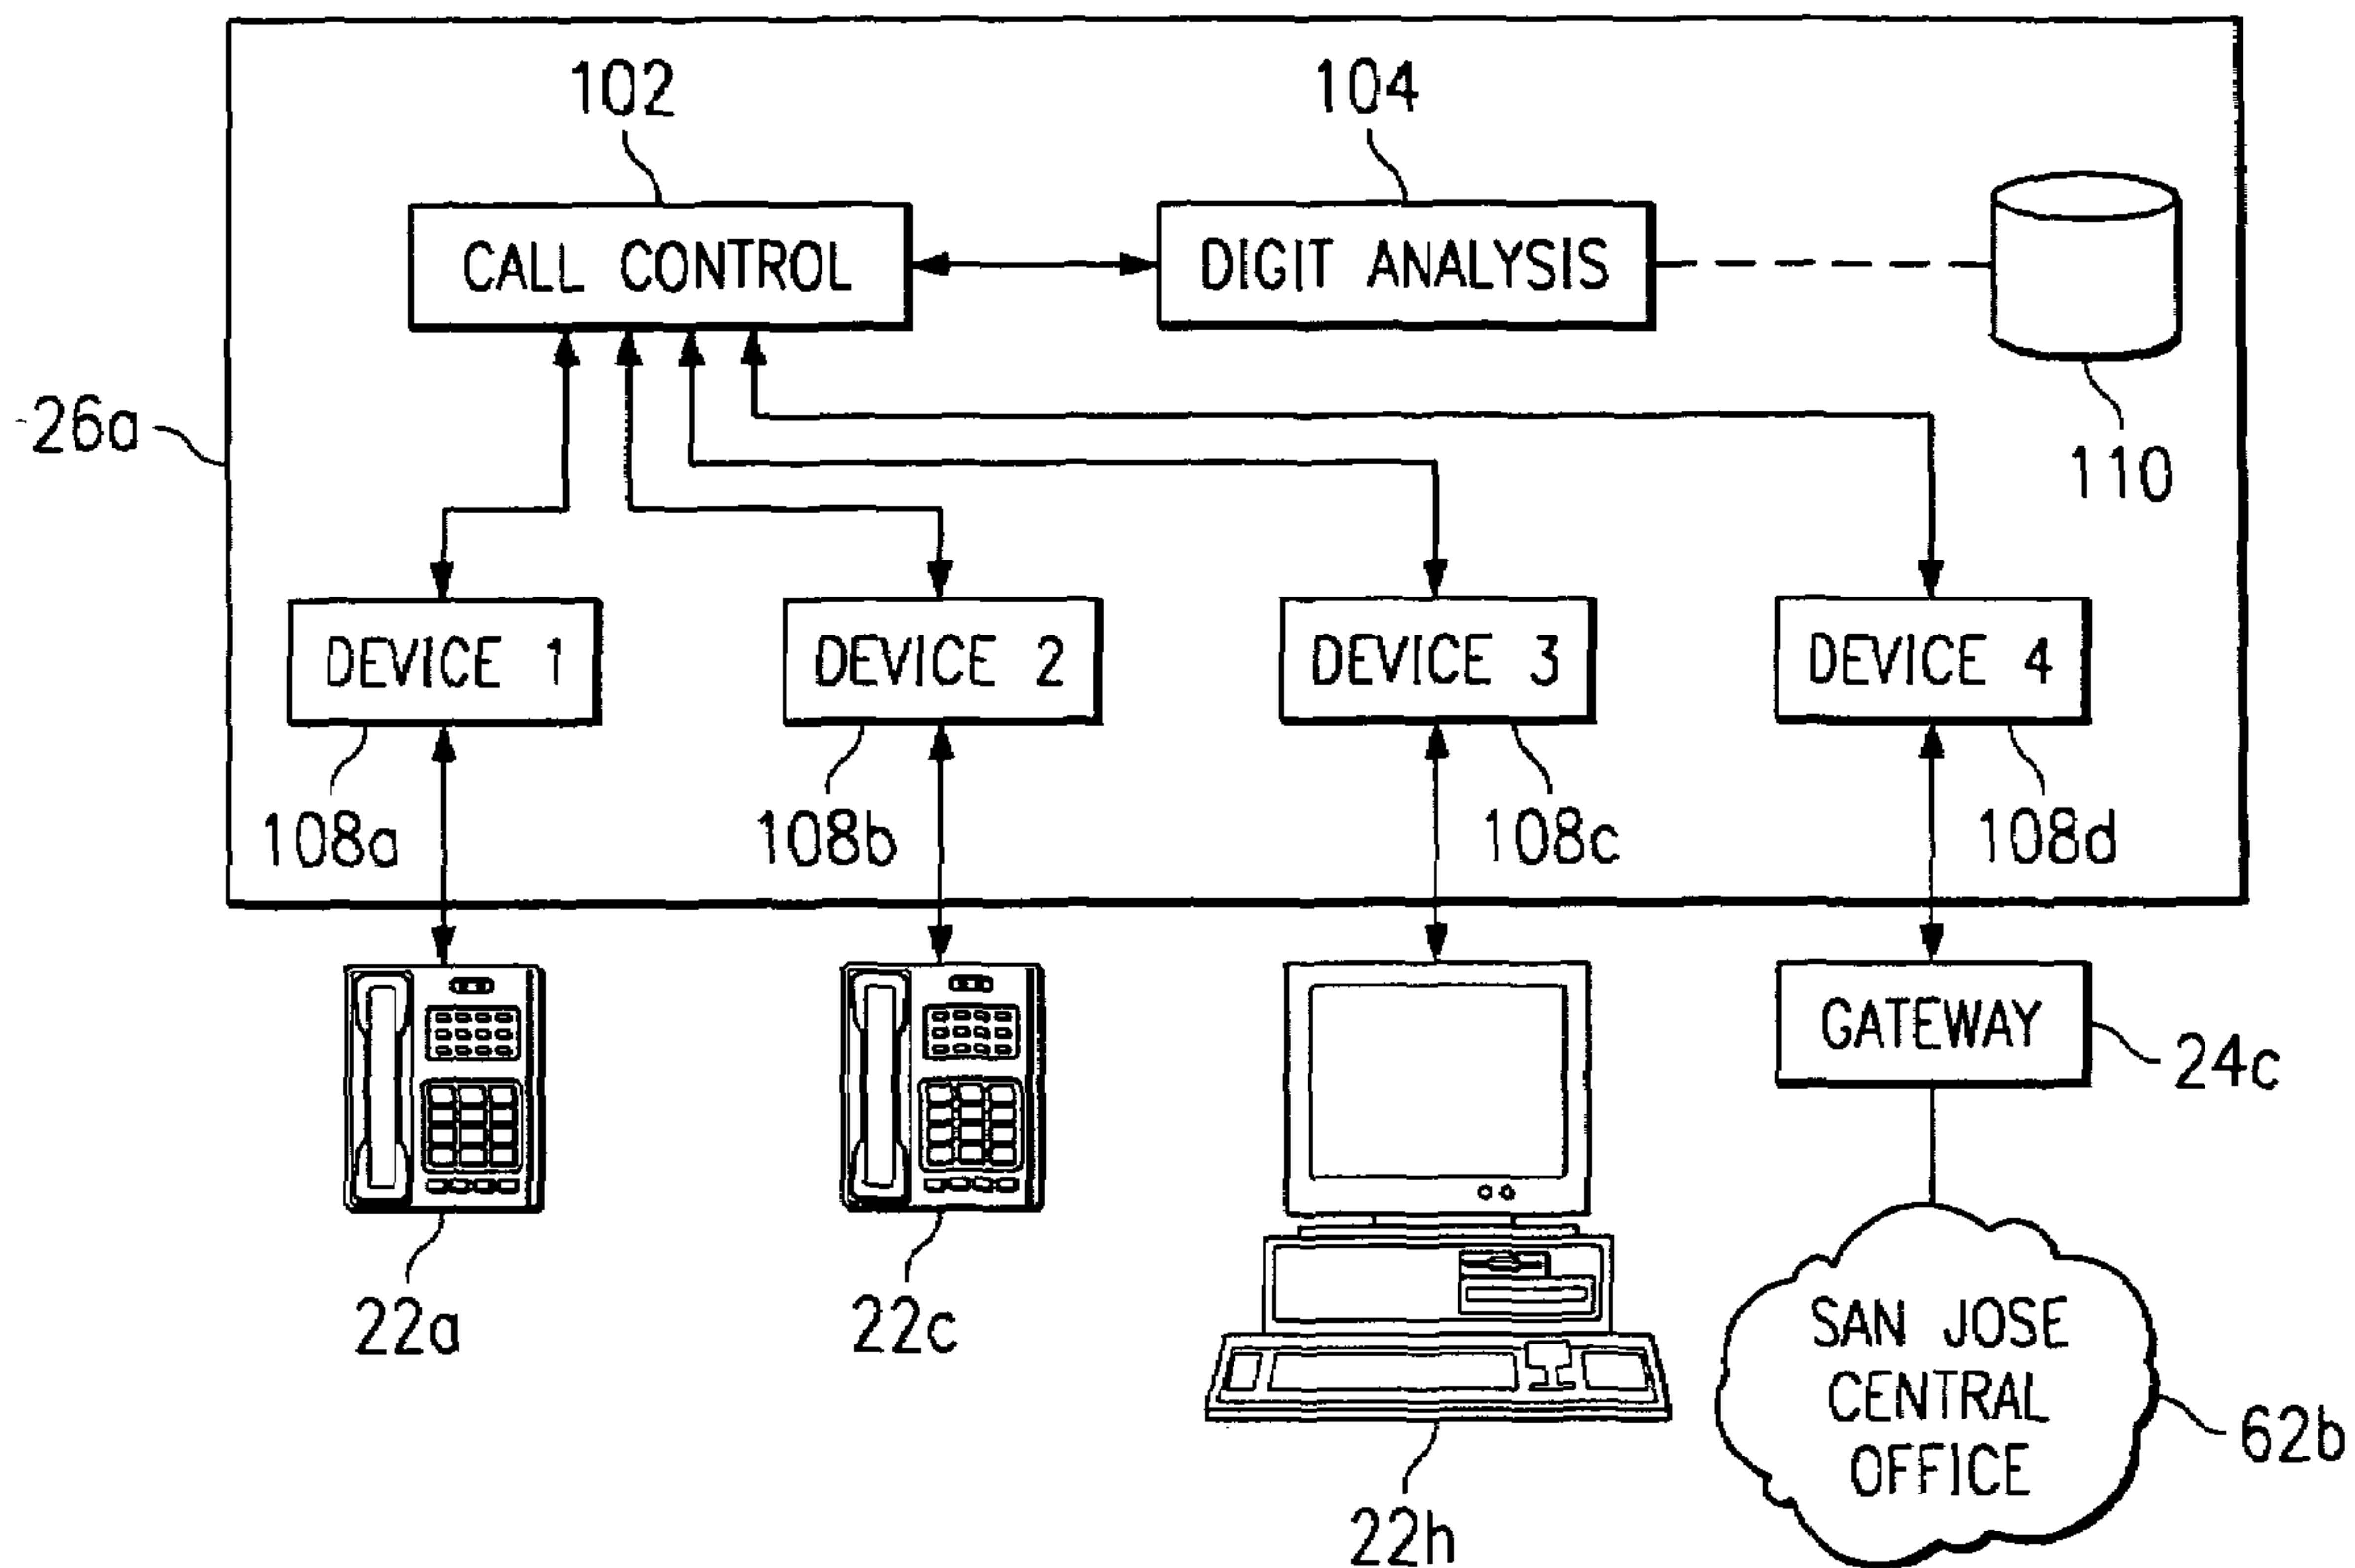 102
104
CALL CONTROL
DIGIT ANALYSIS
26a
110
DEVICE 1
DEVICE 2
DEVICE 3
DEVICE 4
108a
108b
108c
108d
GATEWAY
24c
22a
22c
22h
SAN JOSE
CENTRAL
OFFICE
62b